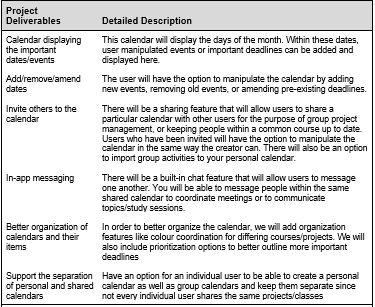 Project
Deliverables
Detailed Description
Calendar displaying
the important
dates/events
This calendar will display the days of the month. Within these dates,
user manipulated events or important deadlines can be added and
displayed here.
Add/remove/amend
dates
The user will have the option to manipulate the calendar by adding
new events, removing old events, or amending pre-existing deadlines.
Invite others to the
calendar
There will be a sharing feature that will allow users to share a
particular calendar with other users for the purpose of group project
management, or keeping people within a common course up to date.
Users who have been invited will have the option to manipulate the
calendar in the same way the creator can. There will also be an option
to import group activities to your personal calendar.
In-app messaging
There will be a built-in chat feature that will allow users to message
one another. You will be able to message people within the same
shared calendar to coordinate meetings or to communicate
topics/study sessions.
Better organization of
calendars and their
items
In order to better organize the calendar, we will add organization
features like colour coordination for differing courses/projects. We will
also include prioritization options to better outline more important
deadlines
Support the separation
of personal and shared
calendars
Have an option for an individual user to be able to create a personal
calendar as well as group calendars and keep them separate since
not every individual user shares the same projects/classes